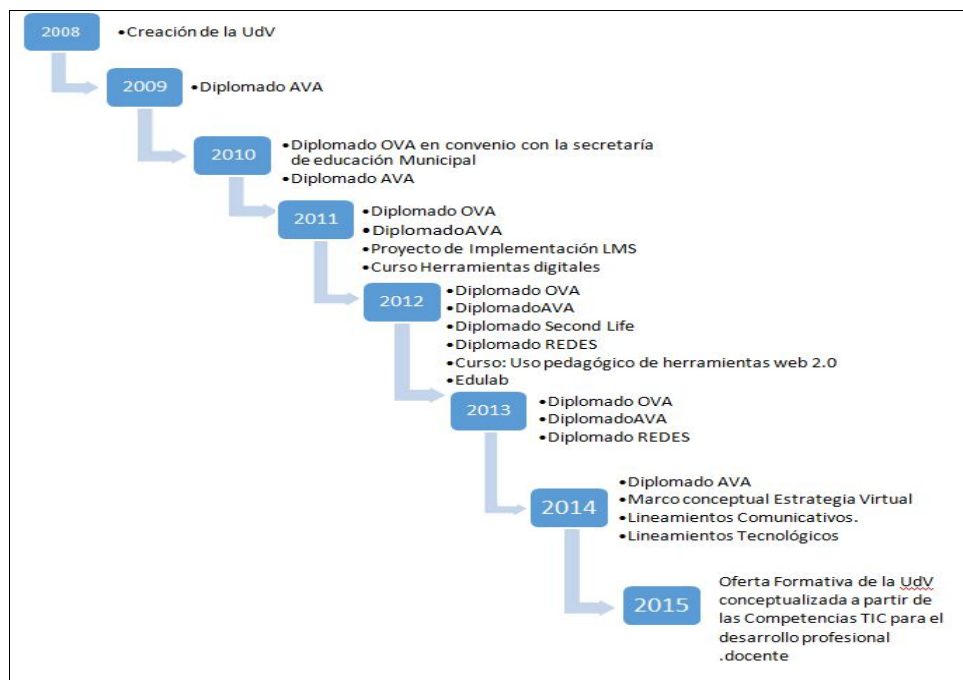 2008
•Creación de la UdV
2009
•Diplomado AVA
2010
•Diplomado OVA en convenio con la secretaría
de educación Municipal
•Diplomado AVA
2011
•Diplomado OVA
•DiplomadoAVA
•Proyecto de Implementación LMS
•Curso Herramientas digitales
2012
•Diplomado OVA
•DiplomadoAVA
•Diplomado Second Life
•Diplomado REDES
•Curso: Uso pedagógico de herramientas web 2.0
•Edulab
2013
•Diplomado OVA
•DiplomadoAVA
•Diplomado REDES
2014
•Diplomado AVA
•Marco conceptual Estrategia Virtual
•Lineamientos Comunicativos.
•Lineamientos Tecnológicos
2015
Oferta Formativa de la UdV
conceptualizada a partir de
las Competencias TIC para el
desarrollo profesional
.docente